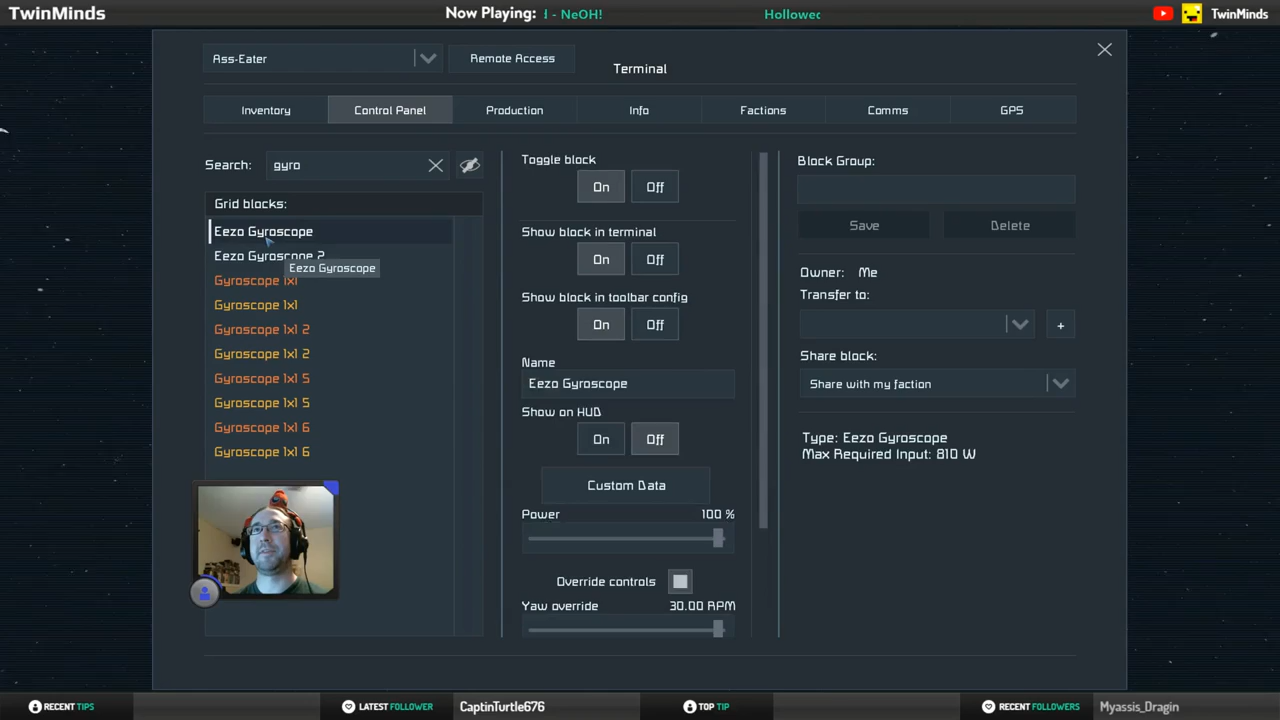 TwinMinds
Now Playing: ! - NeOH! Hollowed
TwinMinds
Ass-Eater
Remote Access
Terminal
Inventory
Control Panel
Production
Info
Factions
Comms
GPS
Search: gyro
Grid blocks:
Eezo Gyroscope
Eezo Gyroscope 2
Eezo Gyroscope
Gyroscope 1x1
Gyroscope 1x1
Gyroscope 1x1 2
Gyroscope 1x1 2
Gyroscope 1x1 5
Gyroscope 1x1 5
Gyroscope 1x1 6
Gyroscope 1x1 6
Toggle block
On Off
Show block in terminal
On Off
Show block in toolbar config
On Off
Name
Eezo Gyroscope
Show on HUD
On Off
Custom Data
Power 100 %
Override controls
Yaw override 30.00 RPM
Block Group:
Save Delete
Owner: Me
Transfer to:
+
Share block:
Share with my faction
Type: Eezo Gyroscope
Max Required Input: 810 W
RECENT TIPS
LATEST FOLLOWER
CaptinTurtle676
TOP TIP
RECENT FOLLOWERS
Myassis_Dragin